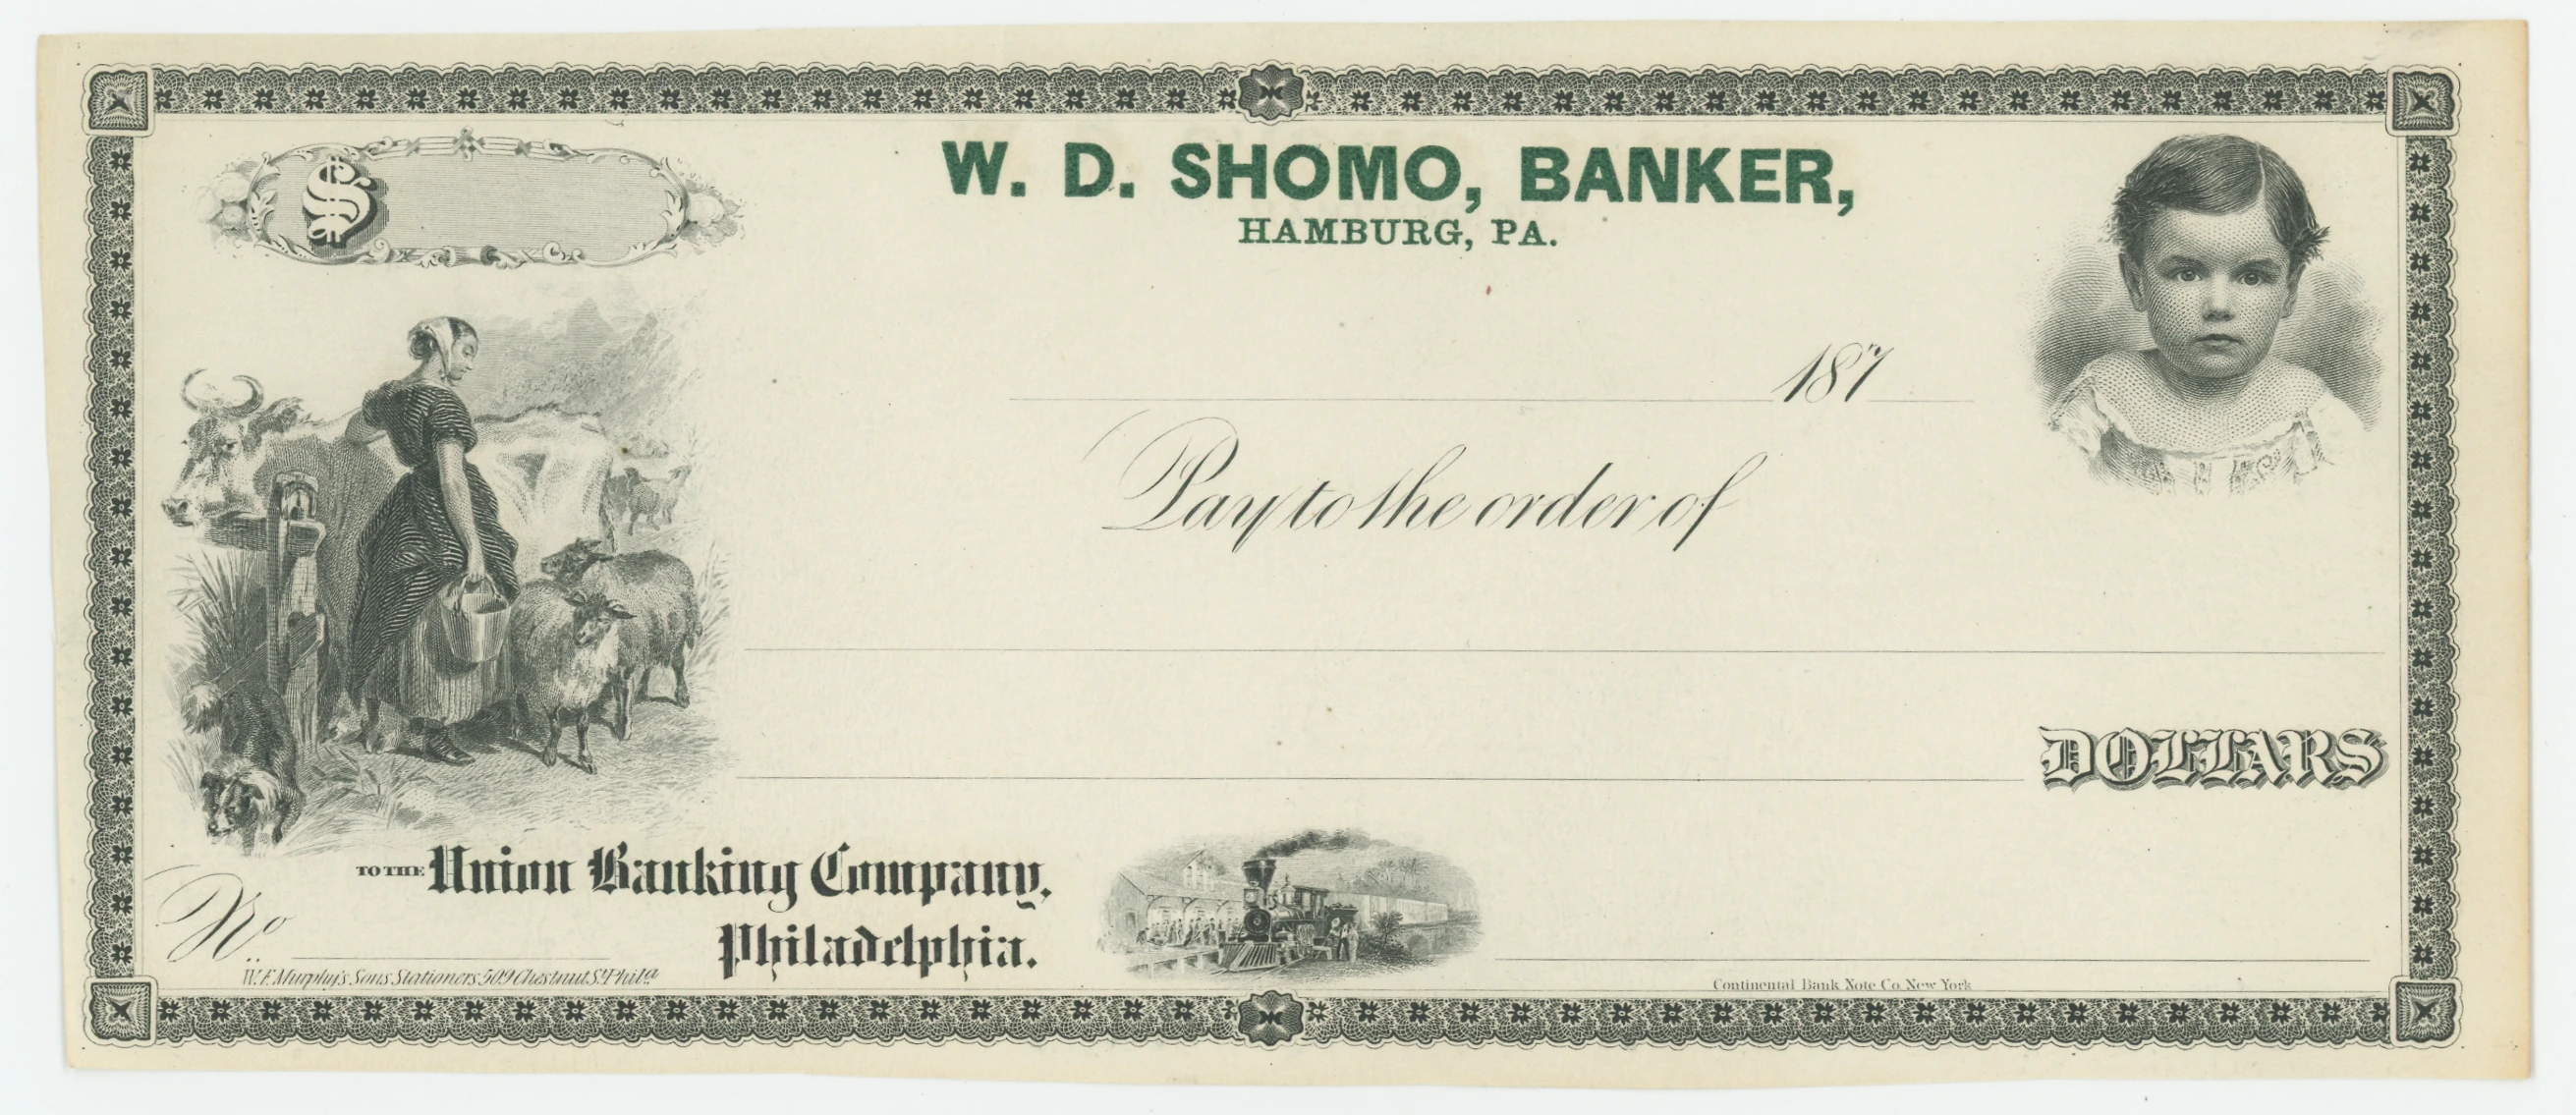 $
W. D. SHOMO, BANKER,
HAMBURG, PA.
187
Pay to the order of
DOLLARS
TO THE Union Banking Company,
Philadelphia.
No.
W. F. Murphy's Sons Stationers 509 Chestnut St. Phila
Continental Bank Note Co. New York